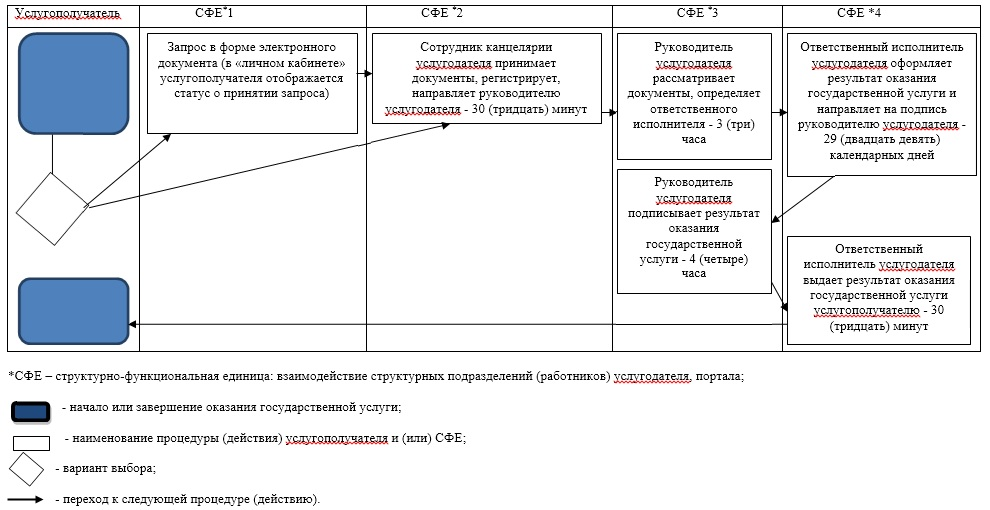 Услугополучатель
СФЕ*1
СФЕ *2
СФЕ *3
СФЕ *4
Запрос в форме электронного
документа (в «личном кабинете»
услугополучателя отображается
статус о принятии запроса)
Сотрудник канцелярии
услугодателя принимает
документы, регистрирует,
направляет руководителю
услугодателя - 30 (тридцать) минут
Руководитель
услугодателя
рассматривает
документы, определяет
ответственного
исполнителя - 3 (три)
часа
Ответственный исполнитель
услугодателя оформляет
результат оказания
государственной услуги и
направляет на подпись
руководителю услугодателя -
29 (двадцать девять)
календарных дней
Руководитель
услугодателя
подписывает результат
оказания
государственной
услуги - 4 (четыре)
часа
Ответственный
исполнитель услугодателя
выдает результат оказания
государственной услуги
услугополучателю - 30
(тридцать) минут
*СФЕ – структурно-функциональная единица: взаимодействие структурных подразделений (работников) услугодателя, портала;
- начало или завершение оказания государственной услуги;
- наименование процедуры (действия) услугополучателя и (или) СФЕ;
- вариант выбора;
- переход к следующей процедуре (действию).